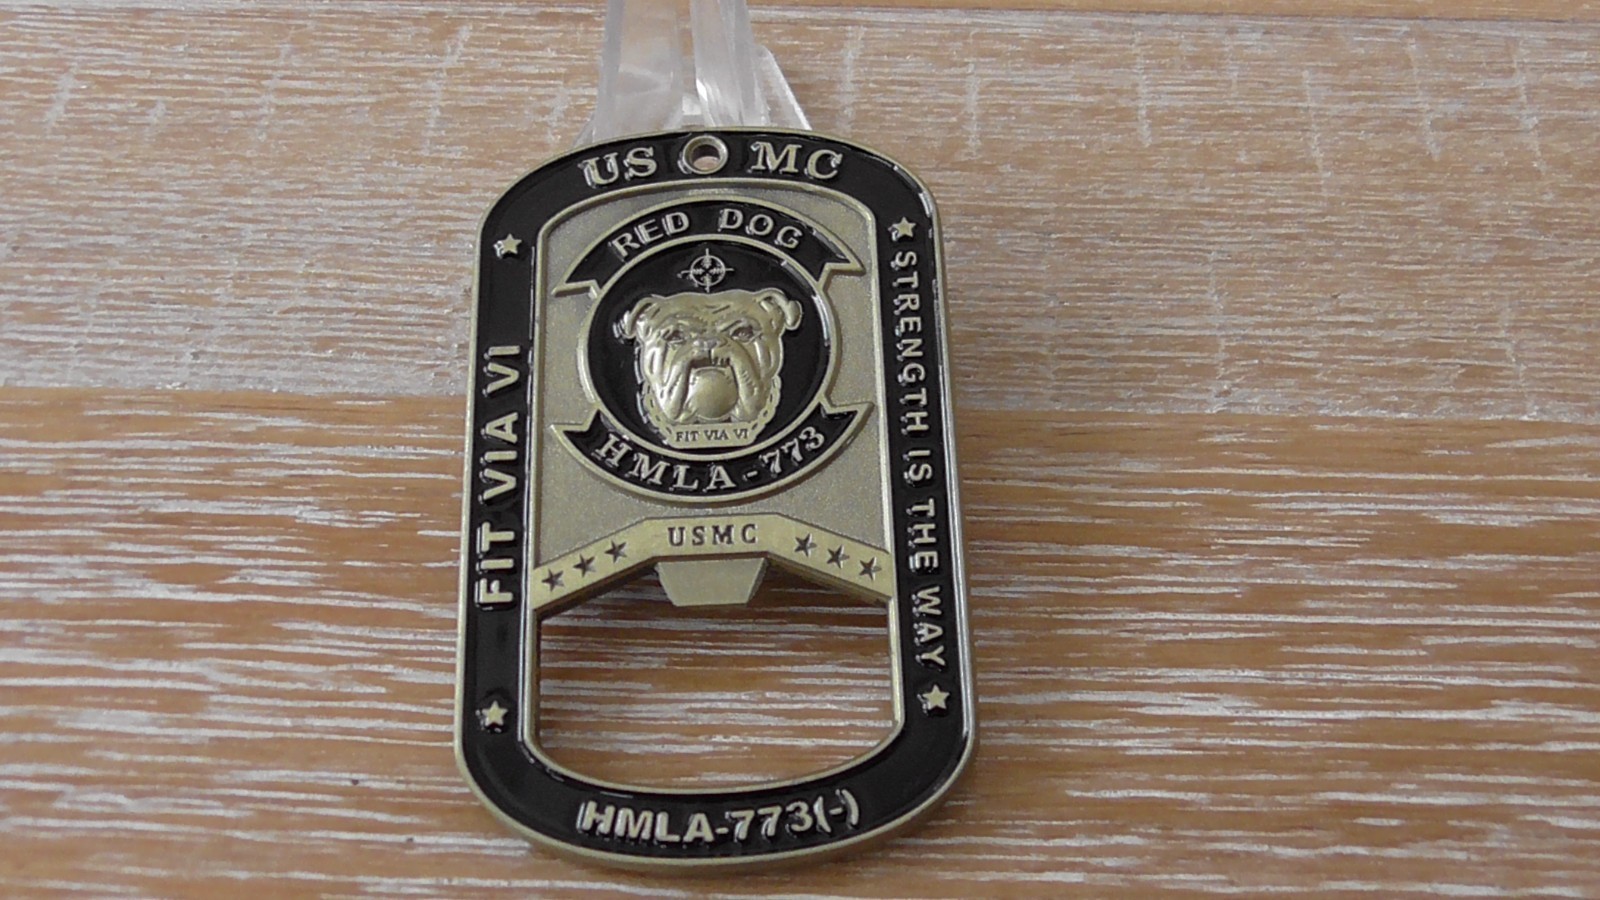 US MC
RED DOG
FIT VIA VI
HMLA-773
USMC
FIT VIA VI
STRENGTH IS THE WAY
HMLA-773(-)